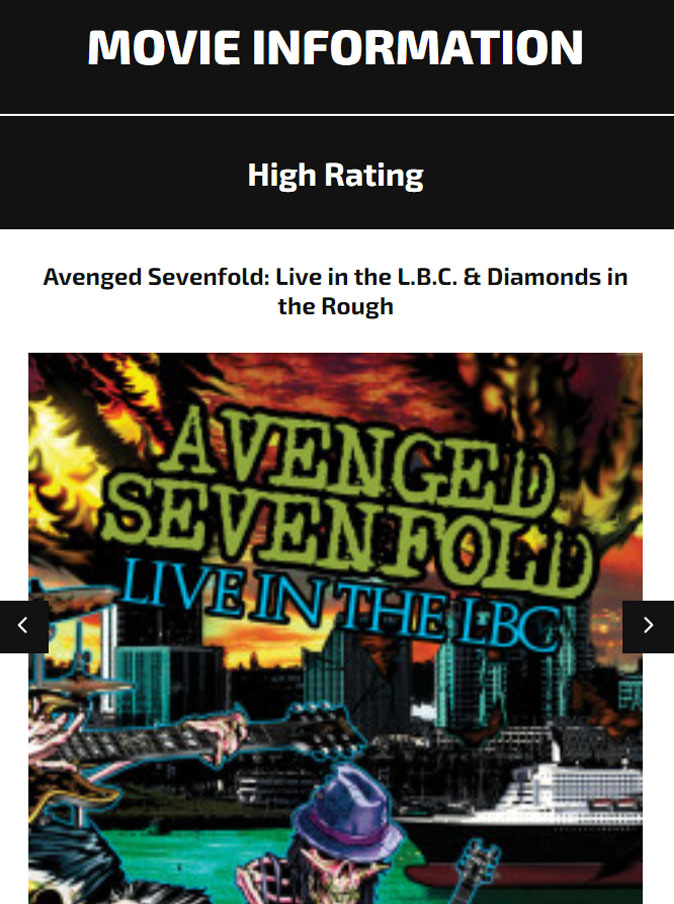 MOVIE INFORMATION
High Rating
Avenged Sevenfold: Live in the L.B.C. & Diamonds in
the Rough
AVENGED
SEVENFOLD
LIVE IN THE LBC